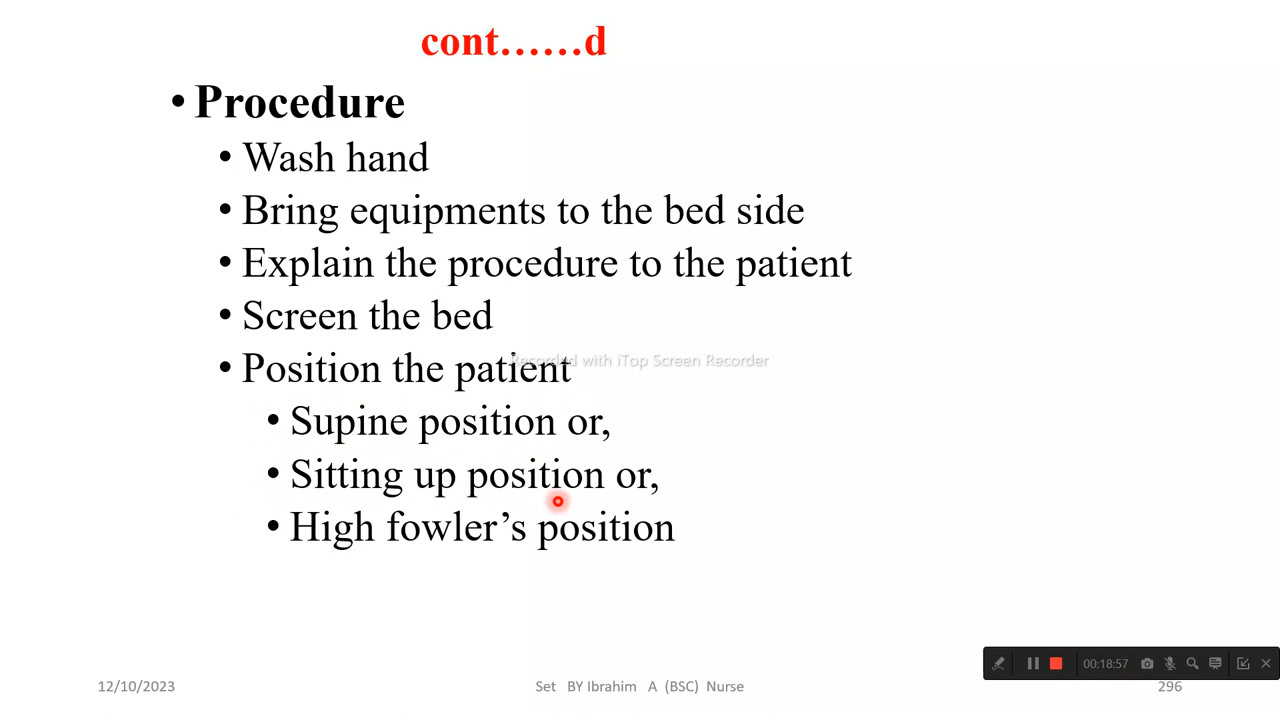 cont……d
• Procedure
• Wash hand
• Bring equipments to the bed side
• Explain the procedure to the patient
• Screen the bed
• Position the patient
Recorded with iTop Screen Recorder
• Supine position or,
• Sitting up position or,
• High fowler’s position
00:18:57
12/10/2023
Set BY Ibrahim A (BSC) Nurse
296